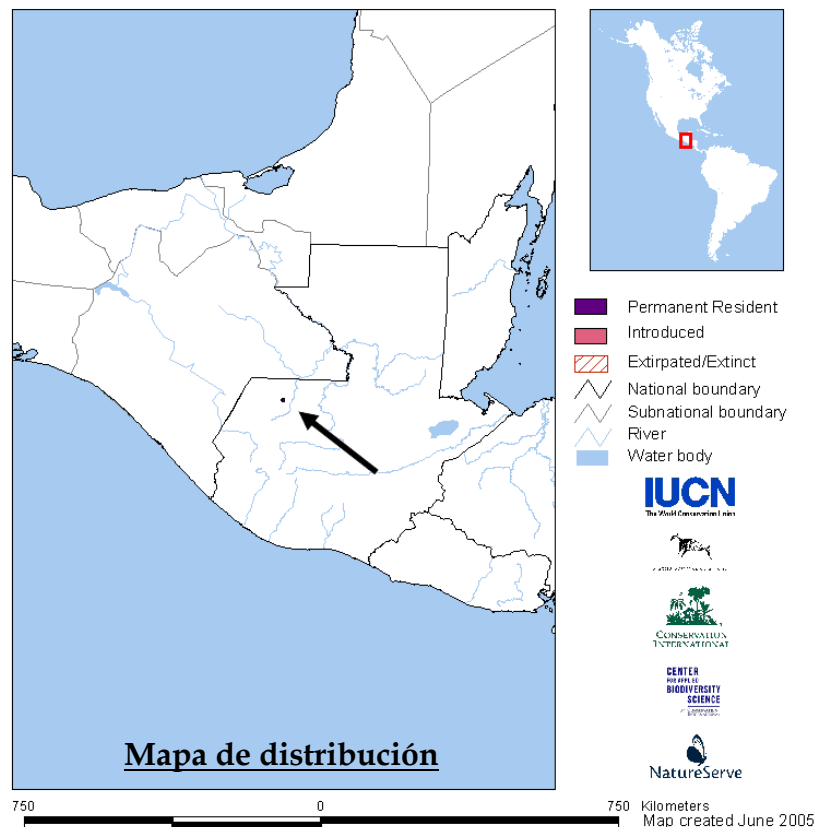 Permanent Resident
Introduced
Extirpated/Extinct
National boundary
Subnational boundary
River
Water body
IUCN
The World Conservation Union
CONSERVATION
INTERNATIONAL
CENTER
FOR APPLIED
BIODIVERSITY
SCIENCE
NatureServe
Mapa de distribución
750 0 750 Kilometers
Map created June 2005